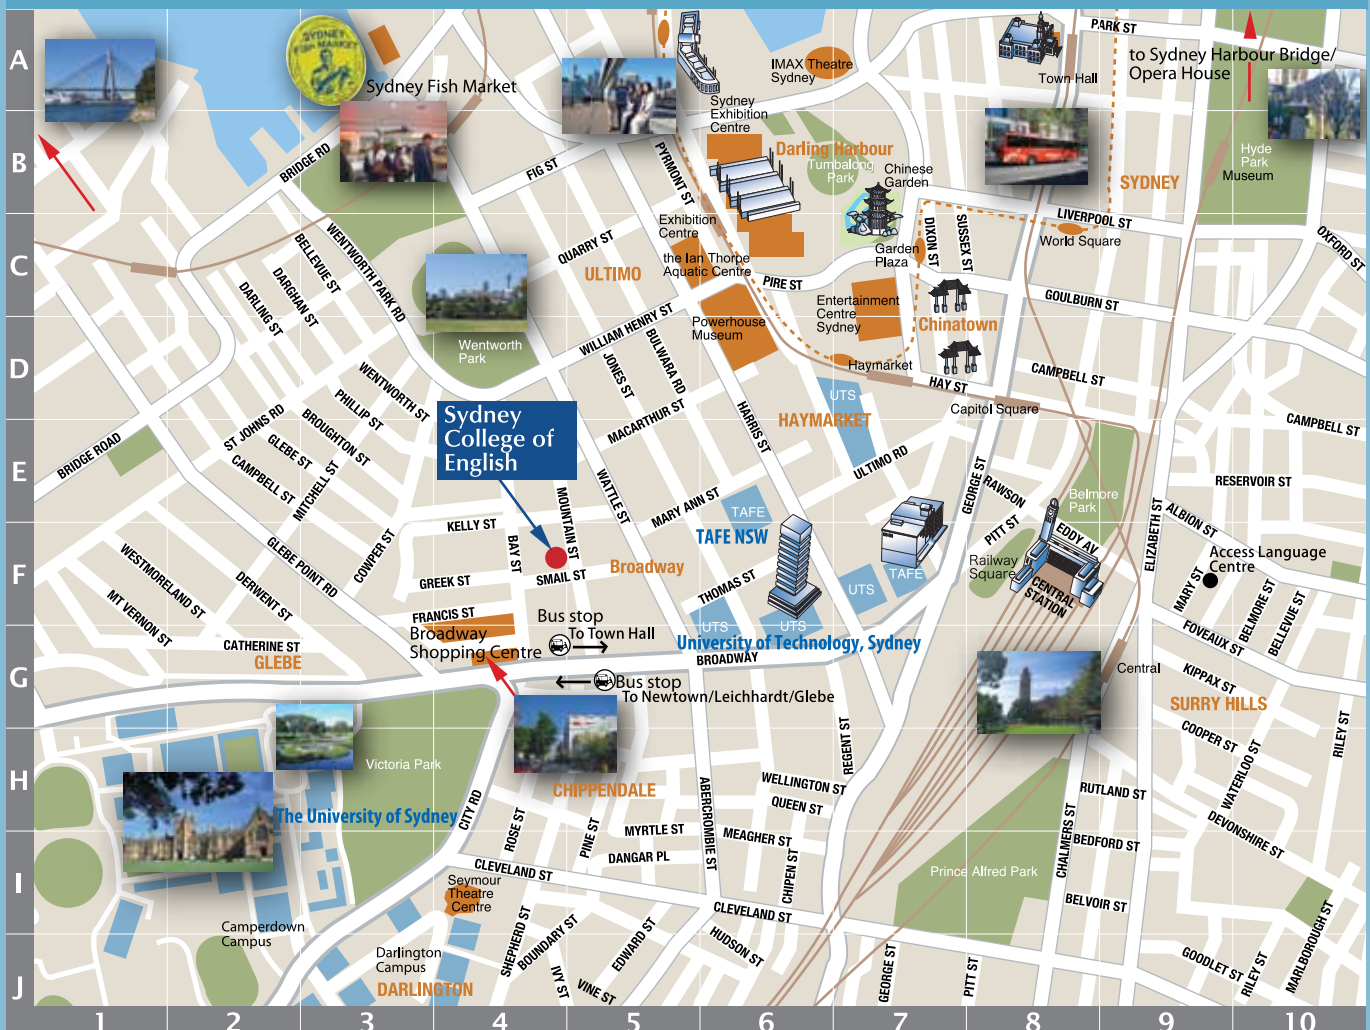 A
B
C
D
E
F
G
H
I
J
1
2
3
4
5
6
7
8
9
10
SYDNEY
FISH MARKET
Sydney Fish Market
IMAX Theatre
Sydney
Town Hall
PARK ST
to Sydney Harbour Bridge/
Opera House
Sydney
Exhibition
Centre
BRIDGE RD
FIG ST
PYRMONT ST
Darling Harbour
Tumbalong
Park
Chinese
Garden
SYDNEY
Hyde
Park
Museum
LIVERPOOL ST
World Square
OXFORD ST
Exhibition
Centre
the Ian Thorpe
Aquatic Centre
QUARRY ST
ULTIMO
PIRE ST
Garden
Plaza
DIXON ST
SUSSEX ST
GOULBURN ST
Entertainment
Centre
Sydney
Chinatown
BELLEVUE ST
WENTWORTH PARK RD
DARGHAN ST
DARLING ST
Wentworth
Park
WILLIAM HENRY ST
Powerhouse
Museum
BULWARA RD
JONES ST
Haymarket
HAY ST
CAMPBELL ST
Capitol Square
UTS
HAYMARKET
WENTWORTH ST
PHILLIP ST
BROUGHTON ST
ST JOHNS RD
GLEBE ST
CAMPBELL ST
MITCHELL ST
BRIDGE ROAD
Sydney
College of
English
MACARTHUR ST
HARRIS ST
CAMPBELL ST
ULTIMO RD
GEORGE ST
RAWSON
PITT ST
Belmore
Park
RESERVOIR ST
ALBION ST
ELIZABETH ST
EDDY AV
MOUNTAIN ST
WATTLE ST
MARY ANN ST
TAFE
TAFE NSW
KELLY ST
BAY ST
COWPER ST
GLEBE POINT RD
WESTMORELAND ST
MT VERNON ST
DERWENT ST
SMAIL ST
Broadway
GREEK ST
FRANCIS ST
THOMAS ST
UTS
TAFE
Railway
Square
CENTRAL
STATION
Access Language
Centre
MARY ST
BELMORE ST
BELLEVUE ST
FOVEAUX ST
UTS
UTS
University of Technology, Sydney
CATHERINE ST
GLEBE
Broadway
Shopping Centre
Bus stop
To Town Hall
BROADWAY
Bus stop
To Newtown/Leichhardt/Glebe
Central
KIPPAX ST
SURRY HILLS
COOPER ST
RILEY ST
WATERLOO ST
REGENT ST
Victoria Park
The University of Sydney
CITY RD
CHIPPENDALE
ABERCROMBIE ST
WELLINGTON ST
QUEEN ST
RUTLAND ST
DEVONSHIRE ST
ROSE ST
PINE ST
MYRTLE ST
MEAGHER ST
DANGAR PL
CHIPEN ST
CHALMERS ST
BEDFORD ST
CLEVELAND ST
Seymour
Theatre
Centre
Prince Alfred Park
BELVOIR ST
CLEVELAND ST
Camperdown
Campus
Darlington
Campus
DARLINGTON
SHEPHERD ST
BOUNDARY ST
IVY ST
VINE ST
EDWARD ST
HUDSON ST
GEORGE ST
PITT ST
GOODLET ST
RILEY ST
MARLBOROUGH ST